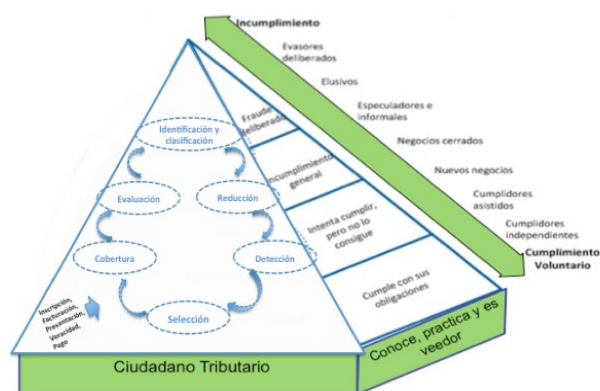 Incumplimiento
Evasores
deliberados
Elusivos
Especuladores e
informales
Negocios cerrados
Nuevos negocios
Cumplidores
asistidos
Cumplidores
independientes
Cumplimiento
Voluntario
Fraude
deliberado
Incumplimiento
general
Intenta cumplir,
pero no lo
consigue
Cumple con sus
obligaciones
Identificación y
clasificación
Evaluación
Reducción
Cobertura
Detección
Selección
Inscripción,
Facturación,
Presentación,
Veracidad,
Pago
Ciudadano Tributario
Conoce, practica y es
veedor